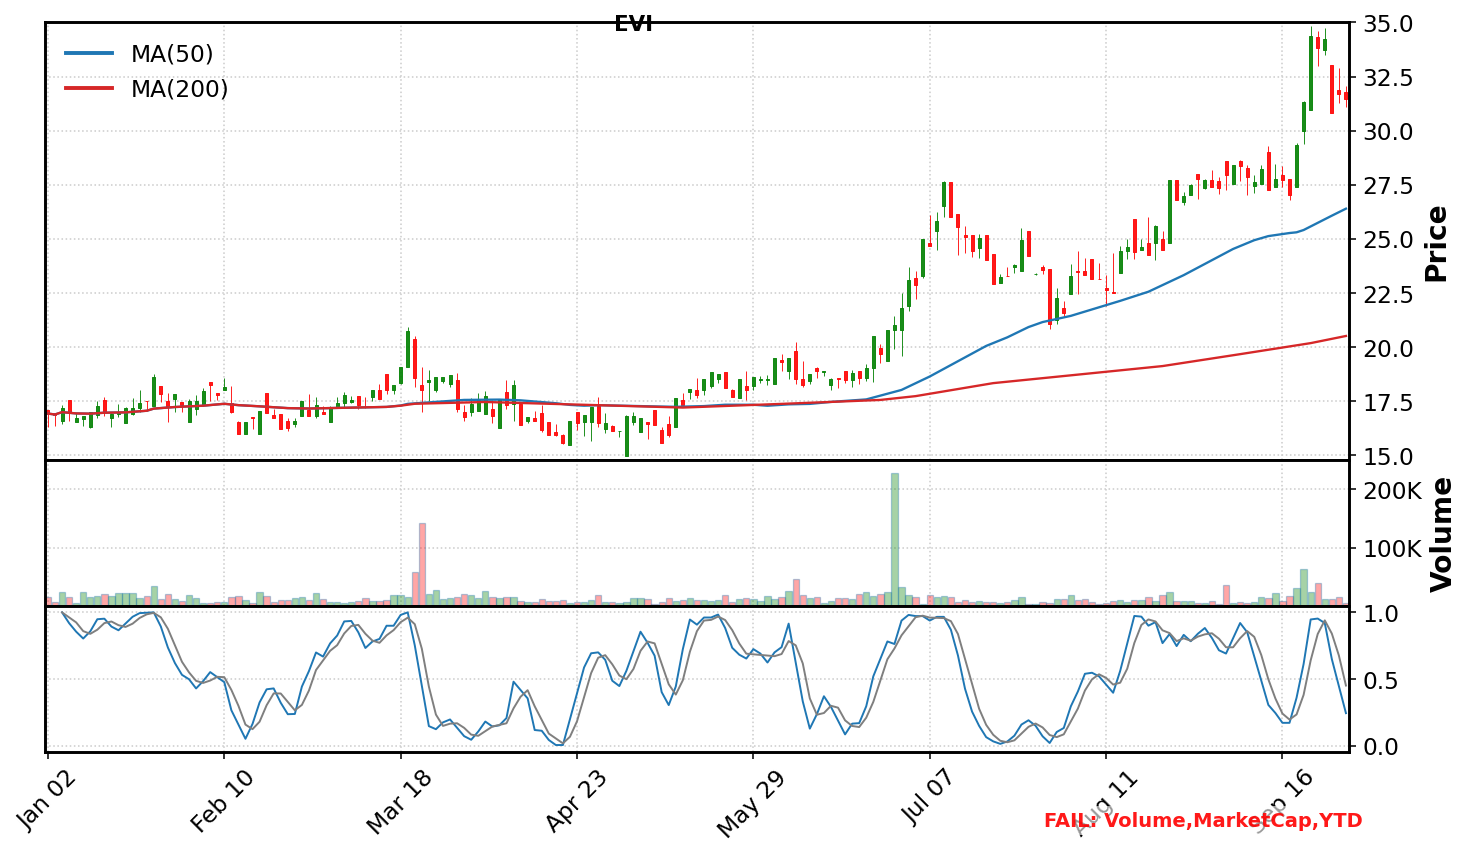 EVI
MA(50)
MA(200)
35.0
32.5
30.0
27.5
25.0
22.5
20.0
17.5
15.0
Price
200K
100K
Volume
1.0
0.5
0.0
Jan 02
Feb 10
Mar 18
Apr 23
May 29
Jul 07
Aug 11
Sep 16
FAIL: Volume,MarketCap,YTD